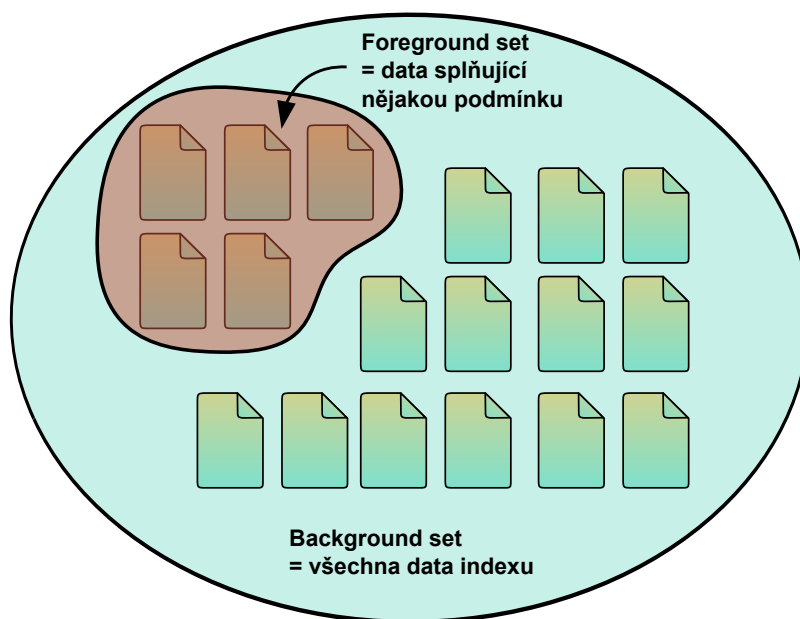 Foreground set
= data splňující
nějakou podmínku
Background set
= všechna data indexu